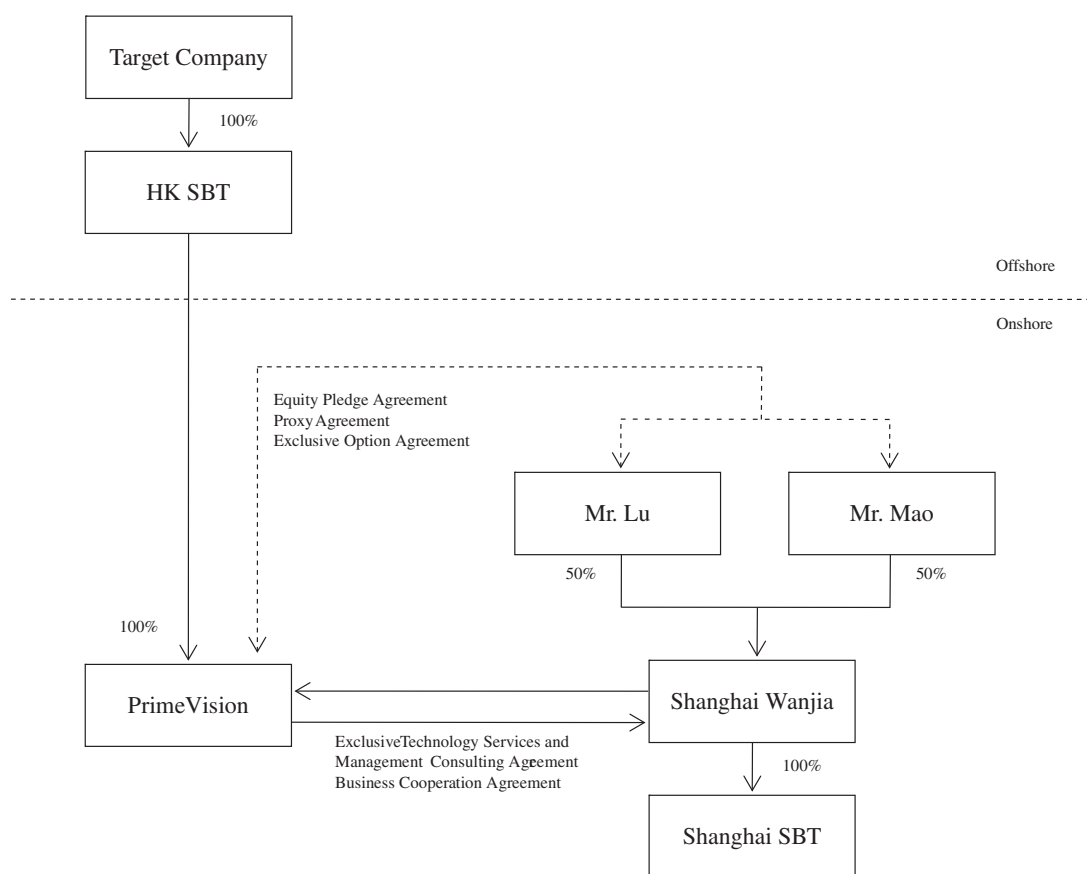 Target Company
100%
HK SBT
Offshore
Onshore
Equity Pledge Agreement
Proxy Agreement
Exclusive Option Agreement
Mr. Lu
Mr. Mao
50%
50%
100%
PrimeVision
Shanghai Wanjia
ExclusiveTechnology Services and
Management Consulting Agreement
Business Cooperation Agreement
100%
Shanghai SBT